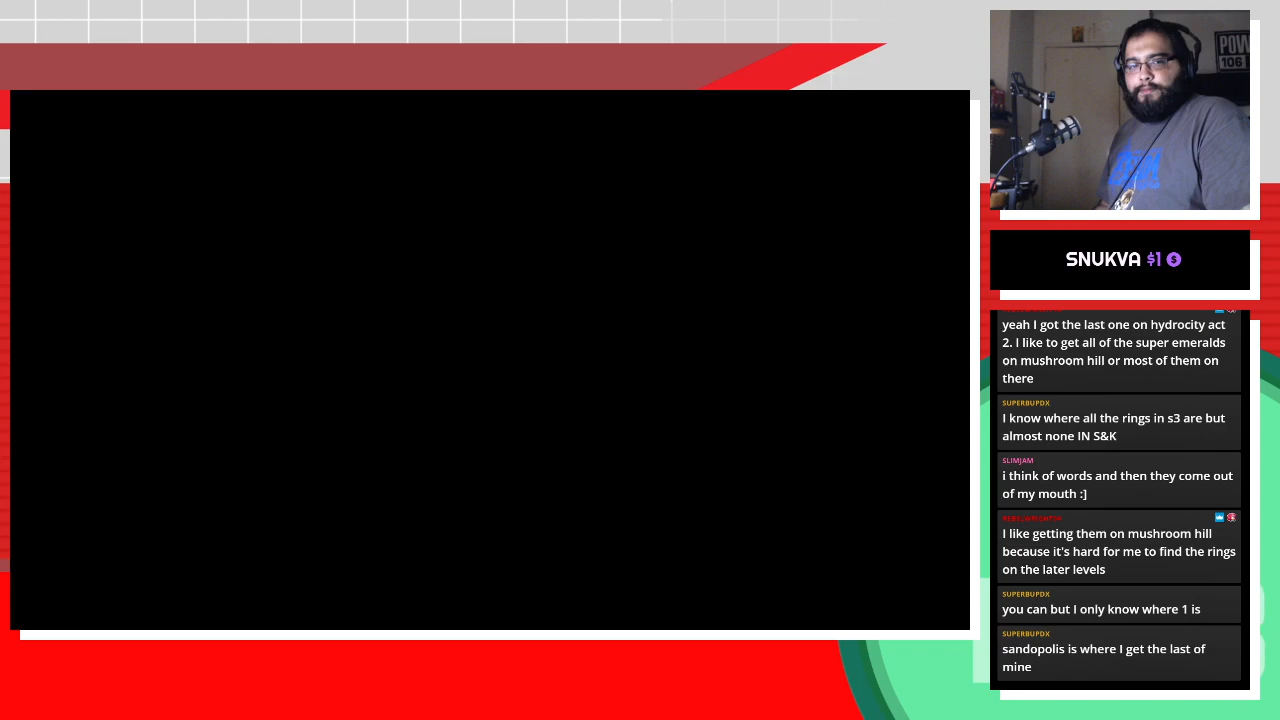 POW
106
SNUKVA $1
yeah I got the last one on hydrocity act
2. I like to get all of the super emeralds
on mushroom hill or most of them on
there
SUPERBUPDX
I know where all the rings in s3 are but
almost none IN S&K
SLIMJAM
i think of words and then they come out
of my mouth :]
I like getting them on mushroom hill
because it's hard for me to find the rings
on the later levels
SUPERBUPDX
you can but I only know where 1 is
SUPERBUPDX
sandopolis is where I get the last of
mine